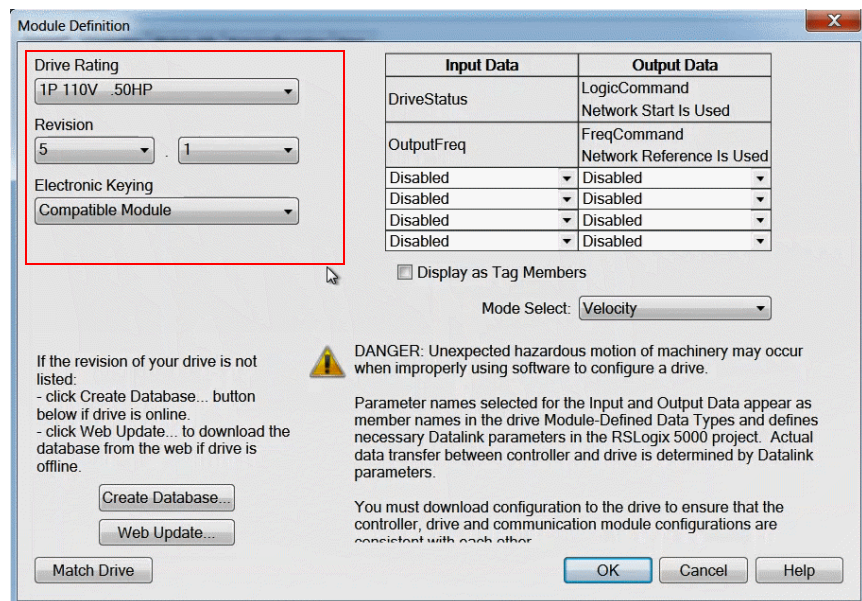 Module Definition
X
Drive Rating
1P 110V .50HP
Revision
5 . 1
Electronic Keying
Compatible Module
Input Data Output Data
DriveStatus
LogicCommand
Network Start Is Used
OutputFreq
FreqCommand
Network Reference Is Used
Disabled Disabled
Disabled Disabled
Disabled Disabled
Disabled Disabled
Display as Tag Members
Mode Select: Velocity
If the revision of your drive is not
listed:
- click Create Database... button
below if drive is online.
- click Web Update... to download the
database from the web if drive is
offline.
Create Database...
Web Update...
DANGER: Unexpected hazardous motion of machinery may occur
when improperly using software to configure a drive.
Parameter names selected for the Input and Output Data appear as
member names in the drive Module-Defined Data Types and defines
necessary Datalink parameters in the RSLogix 5000 project. Actual
data transfer between controller and drive is determined by Datalink
parameters.
You must download configuration to the drive to ensure that the
controller, drive and communication module configurations are
consistent with each other.
Match Drive
OK
Cancel
Help